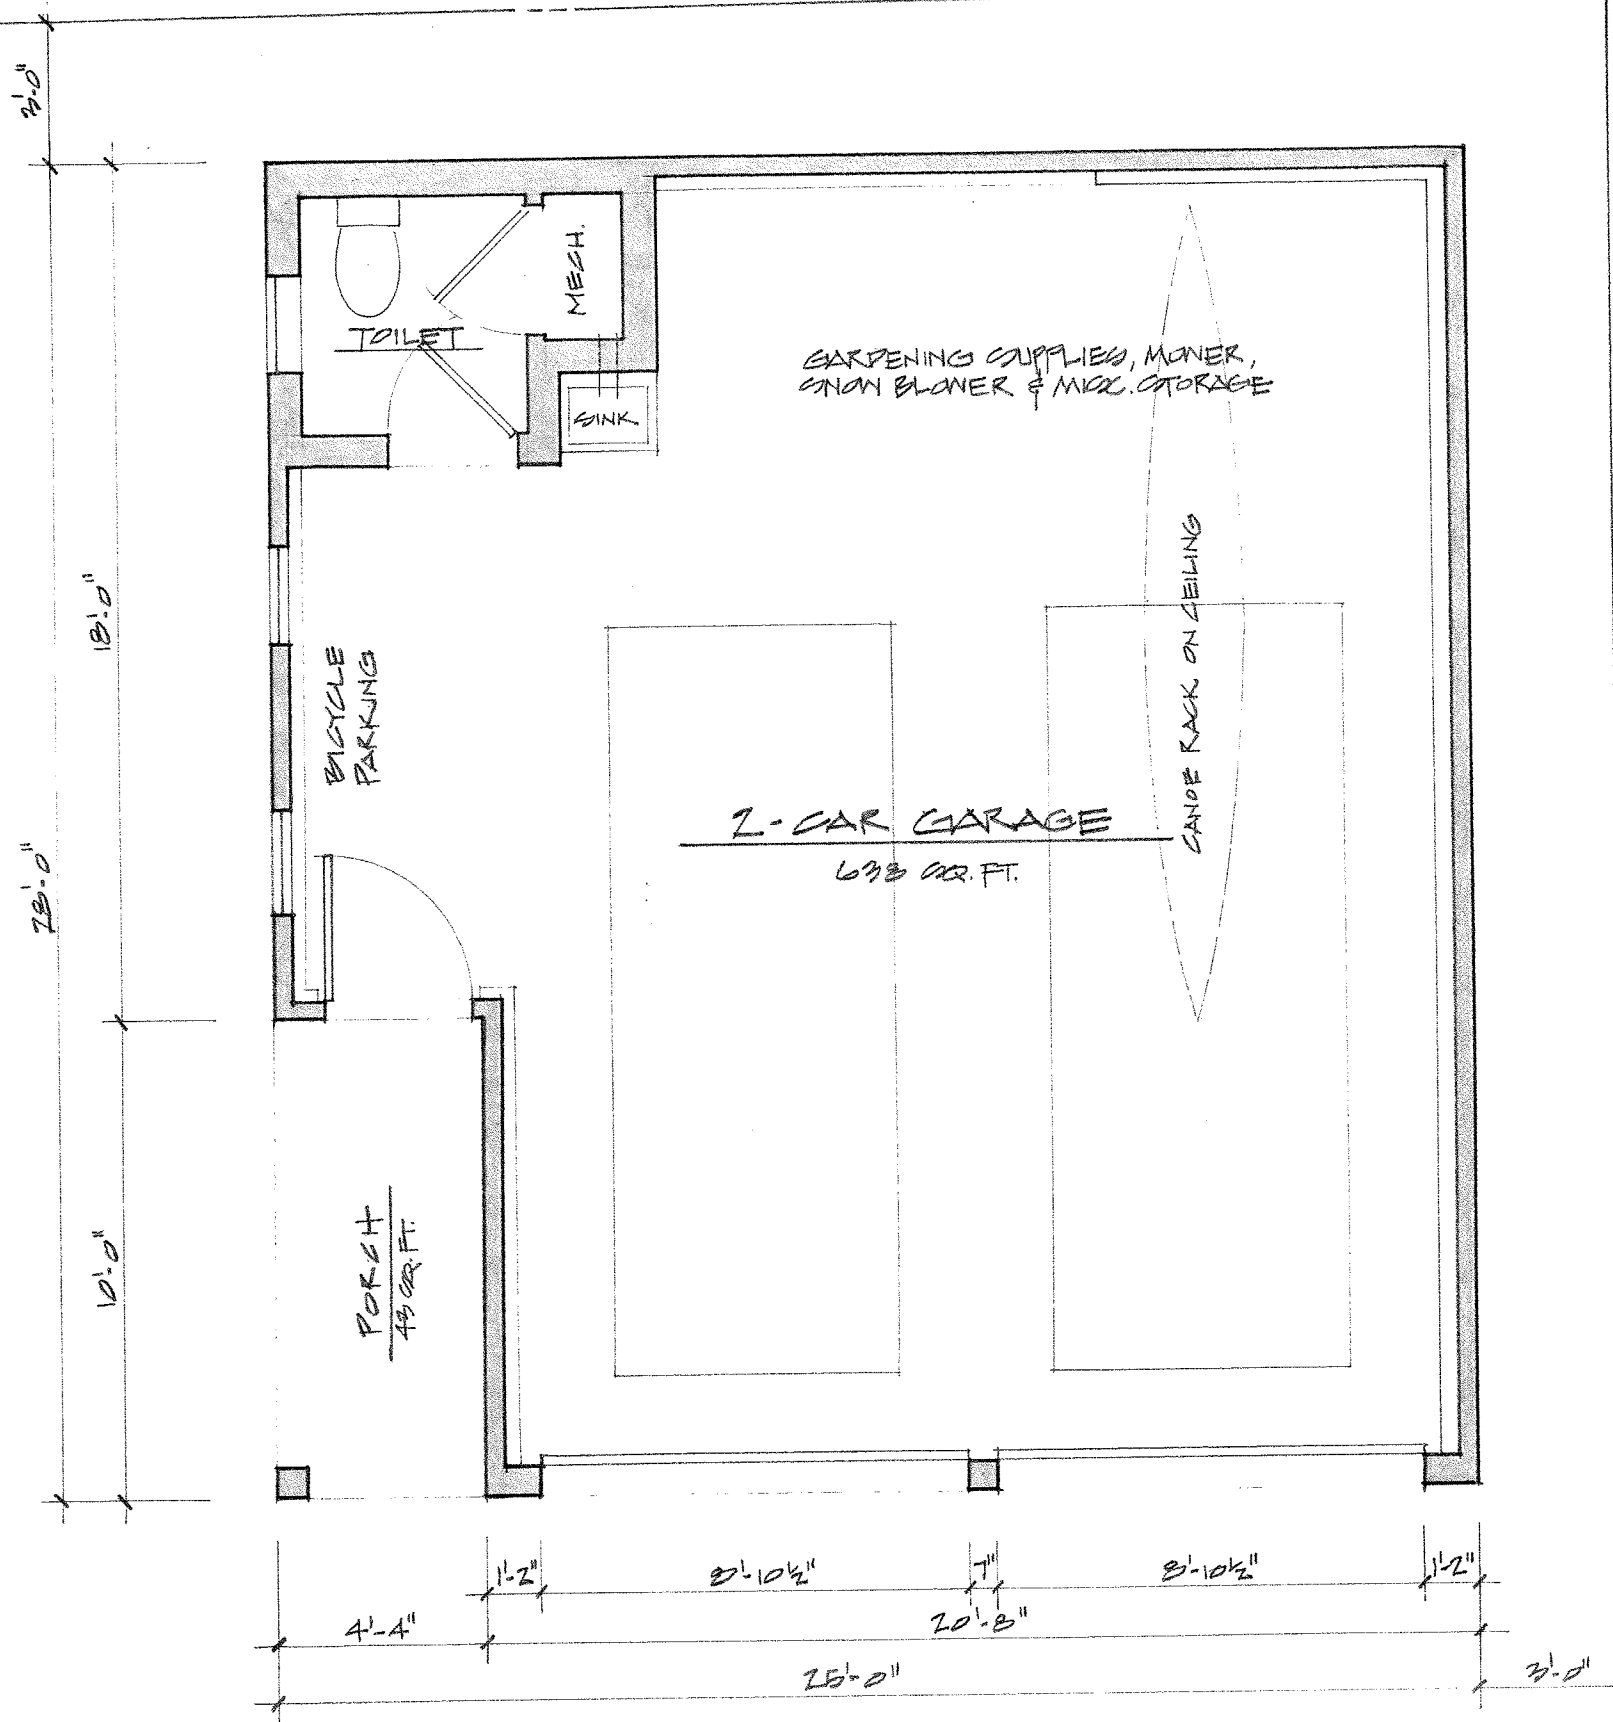 3'-0"
TOILET
MECH.
SINK
GARDENING SUPPLIES, MOWER,
SNOW BLOWER & MISC. STORAGE
CANOE RACK ON CEILING
18'-0"
BICYCLE
PARKING
2-CAR GARAGE
638 SQ. FT.
28'-0"
10'-0"
PORCH
43 SQ. FT.
1'-2"
8'-10½"
7"
8'-10½"
1'-2"
4'-4"
20'-8"
25'-0"
3'-0"